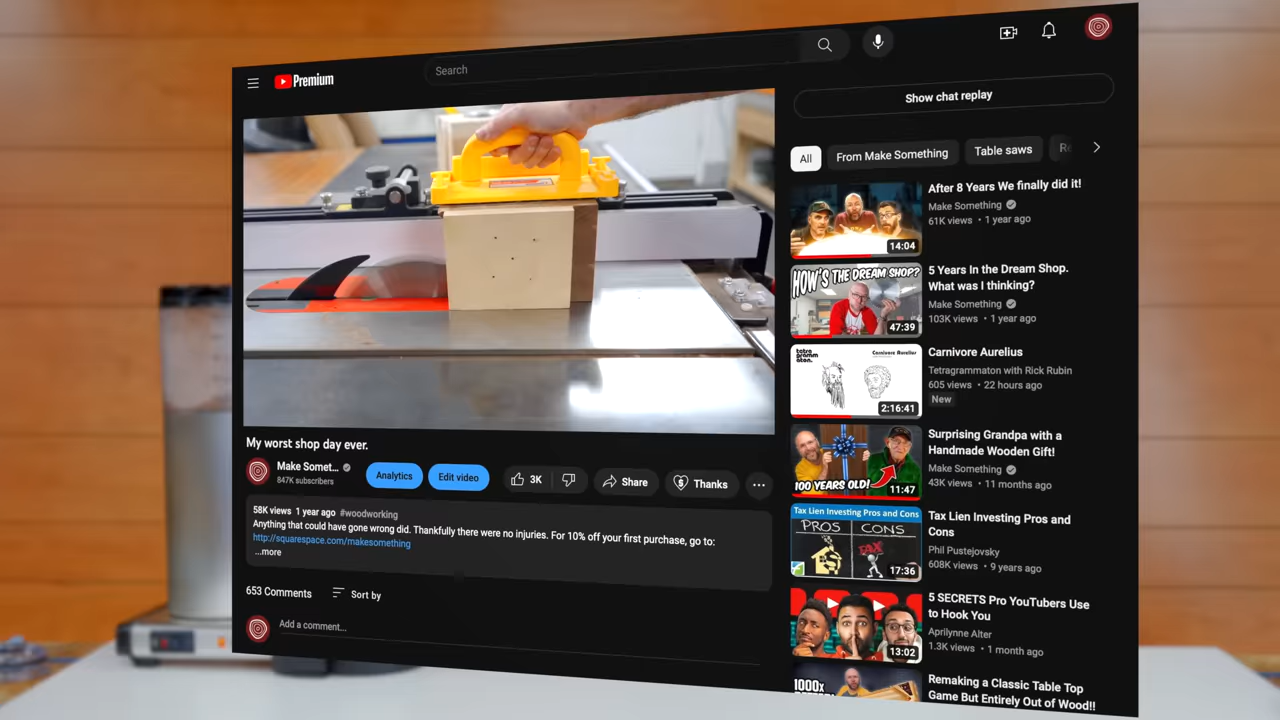 Premium
Search
Show chat replay
All
From Make Something
Table saws
My worst shop day ever.
Make Somet...
847K subscribers
Analytics
Edit video
3K
Share
Thanks
58K views 1 year ago #woodworking
Anything that could have gone wrong did. Thankfully there were no injuries. For 10% off your first purchase, go to:
http://squarespace.com/makesomething
...more
653 Comments
Sort by
Add a comment...
14:04
After 8 Years We finally did it!
Make Something
61K views • 1 year ago
HOW'S THE DREAM SHOP?
47:39
5 Years In the Dream Shop.
What was I thinking?
Make Something
103K views • 1 year ago
tetra
gramm
aton.
Carnivore Aurelius
2:16:41
Carnivore Aurelius
Tetragrammaton with Rick Rubin
605 views • 22 hours ago
New
100 YEARS OLD!
11:47
Surprising Grandpa with a
Handmade Wooden Gift!
Make Something
43K views • 11 months ago
Tax Lien Investing Pros and Cons
PROS
CONS
TAX
17:36
Tax Lien Investing Pros and
Cons
Phil Pustejovsky
608K views • 9 years ago
13:02
5 SECRETS Pro YouTubers Use
to Hook You
Aprilynne Alter
1.3K views • 1 month ago
1000x
Remaking a Classic Table Top
Game But Entirely Out of Wood!!